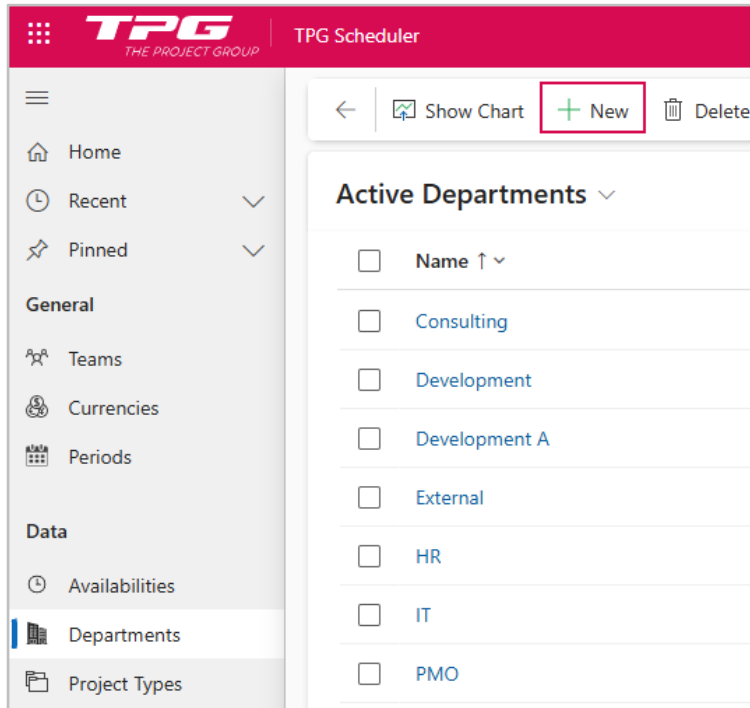 TPG
THE PROJECT GROUP
TPG Scheduler
Show Chart
New
Delete
Home
Recent
Pinned
General
Teams
Currencies
Periods
Data
Availabilities
Departments
Project Types
Active Departments
Name
Consulting
Development
Development A
External
HR
IT
PMO